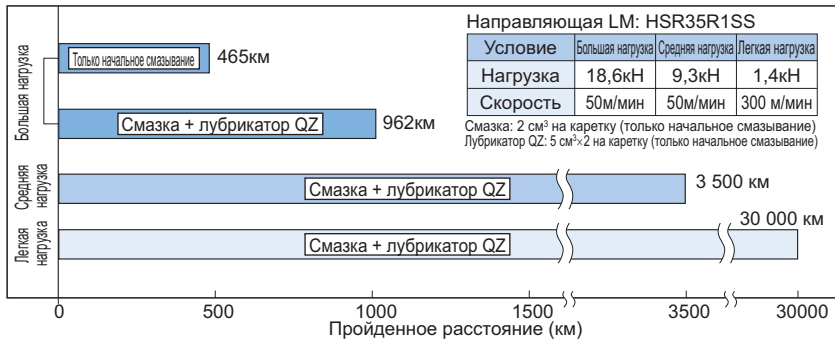 Направляющая LM: HSR35R1SS
Условие Большая нагрузка Средняя нагрузка Легкая нагрузка
Нагрузка 18,6кН 9,3кН 1,4кН
Скорость 50м/мин 50м/мин 300 м/мин
Смазка: 2 см³ на каретку (только начальное смазывание)
Лубрикатор QZ: 5 см³×2 на каретку (только начальное смазывание)
Большая нагрузка
Только начальное смазывание 465км
Смазка + лубрикатор QZ 962км
Средняя
нагрузка
Смазка + лубрикатор QZ 3 500 км
Легкая
нагрузка
Смазка + лубрикатор QZ 30 000 км
0 500 1000 1500 3500 30000
Пройденное расстояние (км)